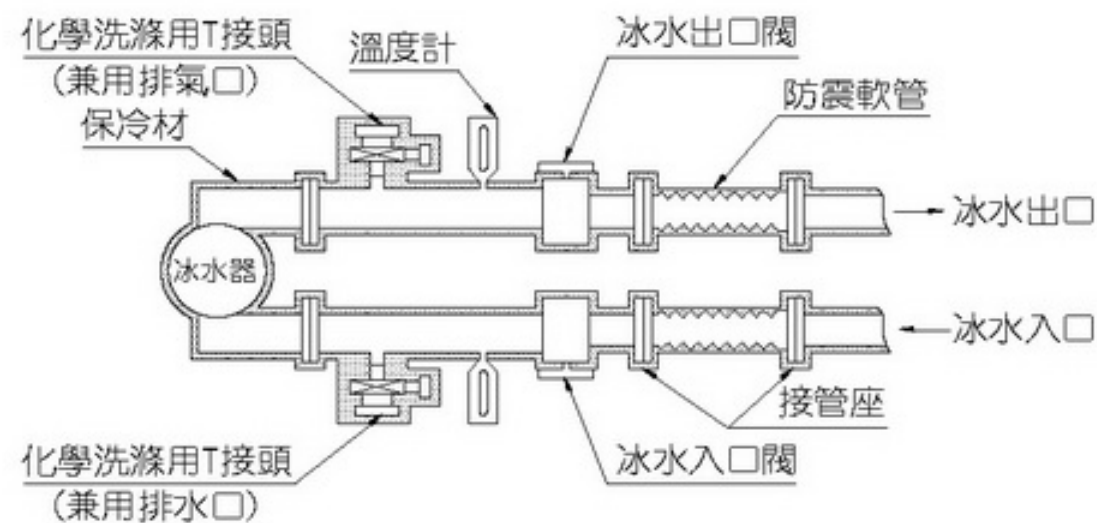 化學洗滌用T接頭
(兼用排氣口)
保冷材
溫度計
冰水出口閥
防震軟管
冰水出口
冰水器
冰水入口
接管座
化學洗滌用T接頭
(兼用排水口)
冰水入口閥